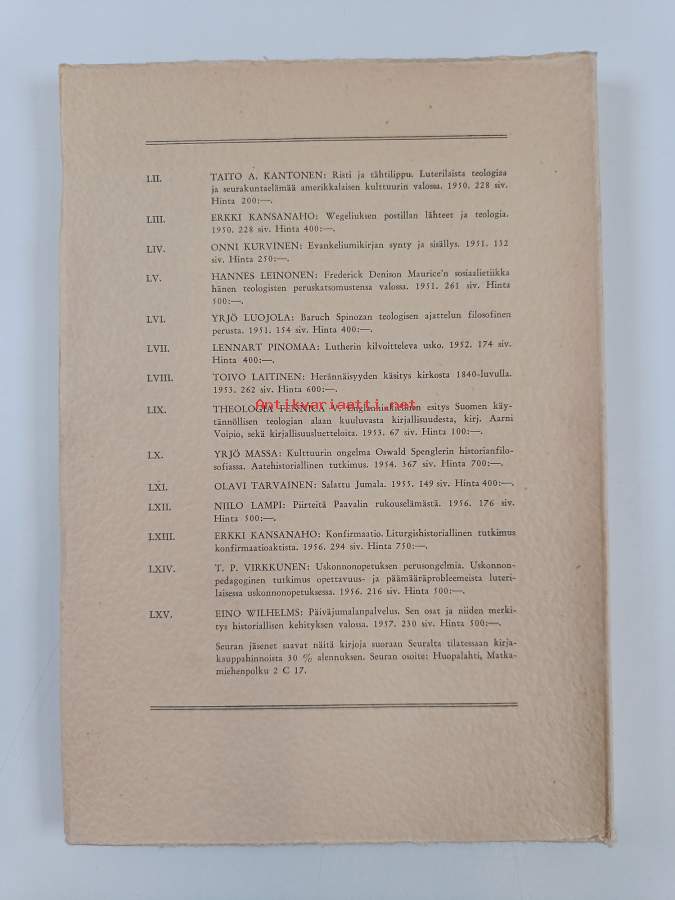 LII. TAITO A. KANTONEN: Risti ja tähtilippu. Luterilaista teologiaa
ja seurakuntaelämää amerikkalaisen kulttuurin valossa. 1950. 228 siv.
Hinta 200:—.
LIII. ERKKI KANSANAHO: Wegeliuksen postillan lähteet ja teologia.
1950. 228 siv. Hinta 400:—.
LIV. ONNI KURVINEN: Evankeliumikirjan synty ja sisällys. 1951. 132
siv. Hinta 250:—.
LV. HANNES LEINONEN: Frederick Denison Maurice'n sosiaalietiikka
hänen teologisten peruskatsomustensa valossa. 1951. 261 siv. Hinta
500:—.
LVI. YRJÖ LUOJOLA: Baruch Spinozan teologisen ajattelun filosofinen
perusta. 1951. 154 siv. Hinta 400:—.
LVII. LENNART PINOMAA: Lutherin kilvoitteleva usko. 1952. 174 siv.
Hinta 400:—.
LVIII. TOIVO LAITINEN: Herännäisyyden käsitys kirkosta 1840-luvulla.
1953. 262 siv. Hinta 600:—.
Antikvariaatti.net
LIX. THEOLOGIA FENNICA V. Englanninkielinen esitys Suomen käy-
tännöllisen teologian alaan kuuluvasta kirjallisuudesta, kirj. Aarni
Voipio, sekä kirjallisuusluetteloita. 1953. 67 siv. Hinta 100:—.
LX. YRJÖ MASSA: Kulttuurin ongelma Oswald Spenglerin historianfilo-
sofiassa. Aatehistoriallinen tutkimus. 1954. 367 siv. Hinta 700:—.
LXI. OLAVI TARVAINEN: Salattu Jumala. 1955. 149 siv. Hinta 400:—.
LXII. NIILO LAMPI: Piirteitä Paavalin rukouselämästä. 1956. 176 siv.
Hinta 500:—.
LXIII. ERKKI KANSANAHO: Konfirmaatio. Liturgishistoriallinen tutkimus
konfirmaatioaktista. 1956. 294 siv. Hinta 750:—.
LXIV. T. P. VIRKKUNEN: Uskonnonopetuksen perusongelmia. Uskonnon-
pedagoginen tutkimus opettavuus- ja päämääräprobleemeista luteri-
laisessa uskonnonopetuksessa. 1956. 216 siv. Hinta 500:—.
LXV. EINO WILHELMS: Päiväjumalanpalvelus. Sen osat ja niiden merki-
tys historiallisen kehityksen valossa. 1957. 230 siv. Hinta 500:—.
Seuran jäsenet saavat näitä kirjoja suoraan Seuralta tilatessaan kirja-
kauppahinnoista 30 % alennuksen. Seuran osoite: Huopalahti, Matka-
miehenpolku 2 C 17.